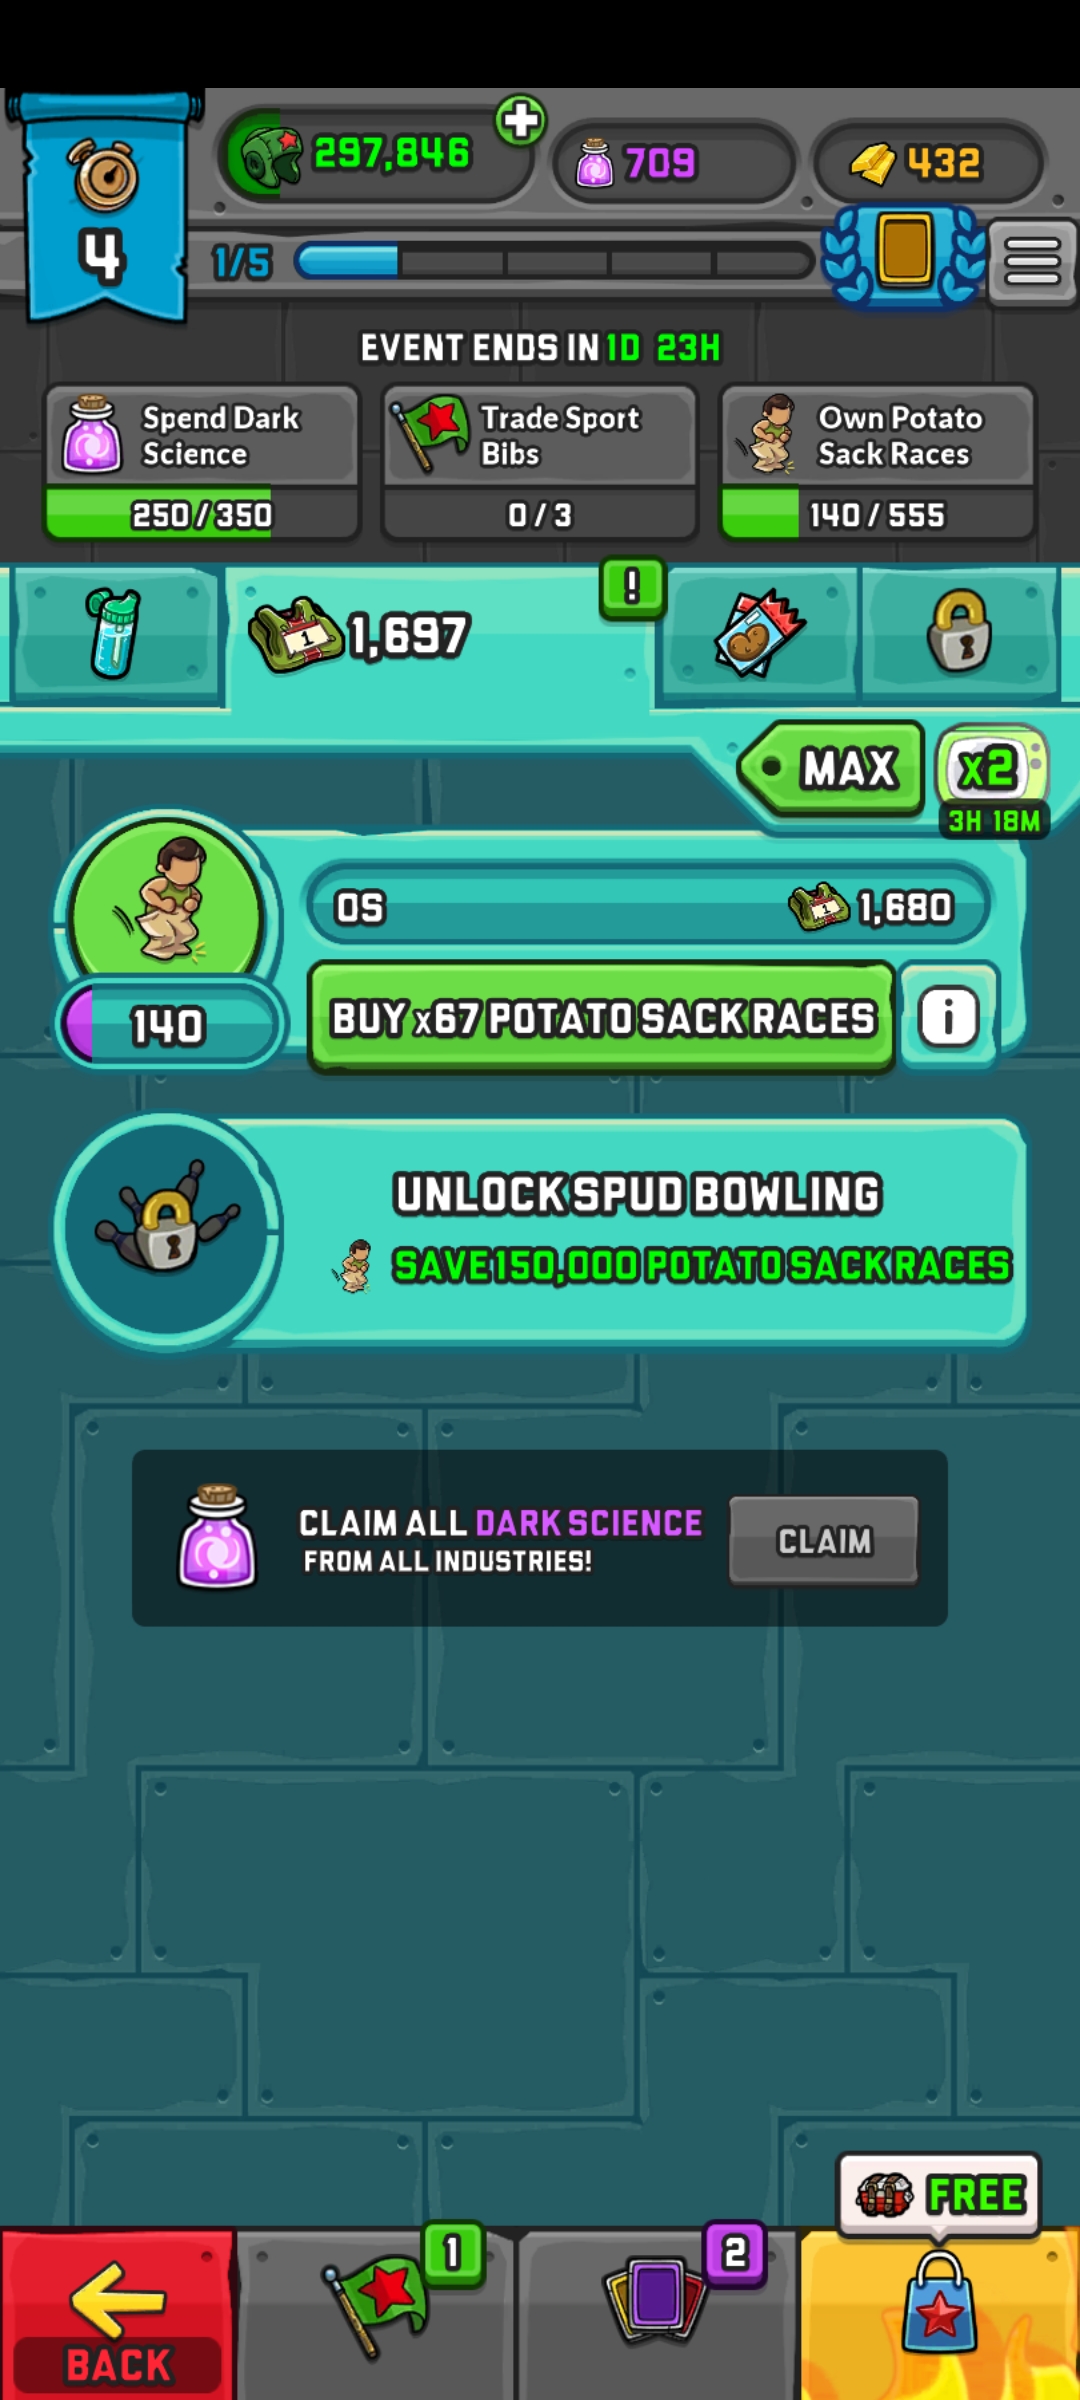 297,846
709
432
4
1/5
EVENT ENDS IN 1D 23H
Spend Dark
Science
250/350
Trade Sport
Bibs
0/3
Own Potato
Sack Races
140/555
1
1,697
!
MAX
x2
3H 18M
0S
1
1,680
140
BUY x67 POTATO SACK RACES
i
UNLOCK SPUD BOWLING
SAVE 150,000 POTATO SACK RACES
CLAIM ALL DARK SCIENCE
FROM ALL INDUSTRIES!
CLAIM
FREE
BACK
1
2